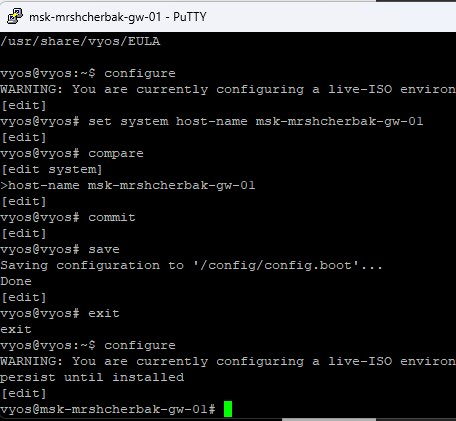 msk-mrshcherbak-gw-01 - PuTTY
/usr/share/vyos/EULA
vyos@vyos:~$ configure
WARNING: You are currently configuring a live-ISO environ
[edit]
vyos@vyos# set system host-name msk-mrshcherbak-gw-01
[edit]
vyos@vyos# compare
[edit system]
>host-name msk-mrshcherbak-gw-01
[edit]
vyos@vyos# commit
[edit]
vyos@vyos# save
Saving configuration to '/config/config.boot'...
Done
[edit]
vyos@vyos# exit
exit
vyos@vyos:~$ configure
WARNING: You are currently configuring a live-ISO environ
persist until installed
[edit]
vyos@msk-mrshcherbak-gw-01#